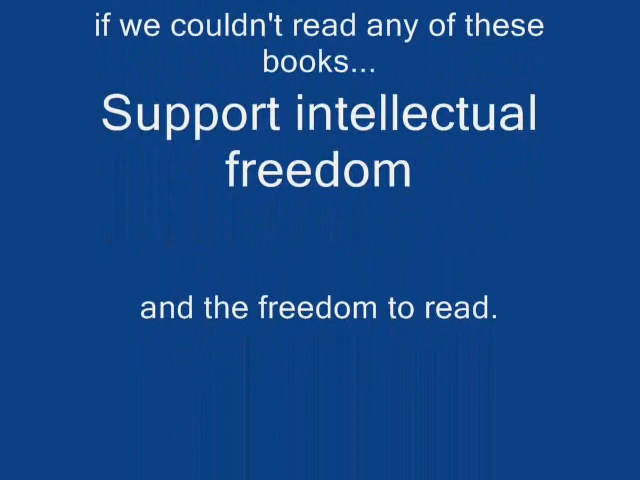 if we couldn't read any of these
books...
Support intellectual
freedom
and the freedom to read.